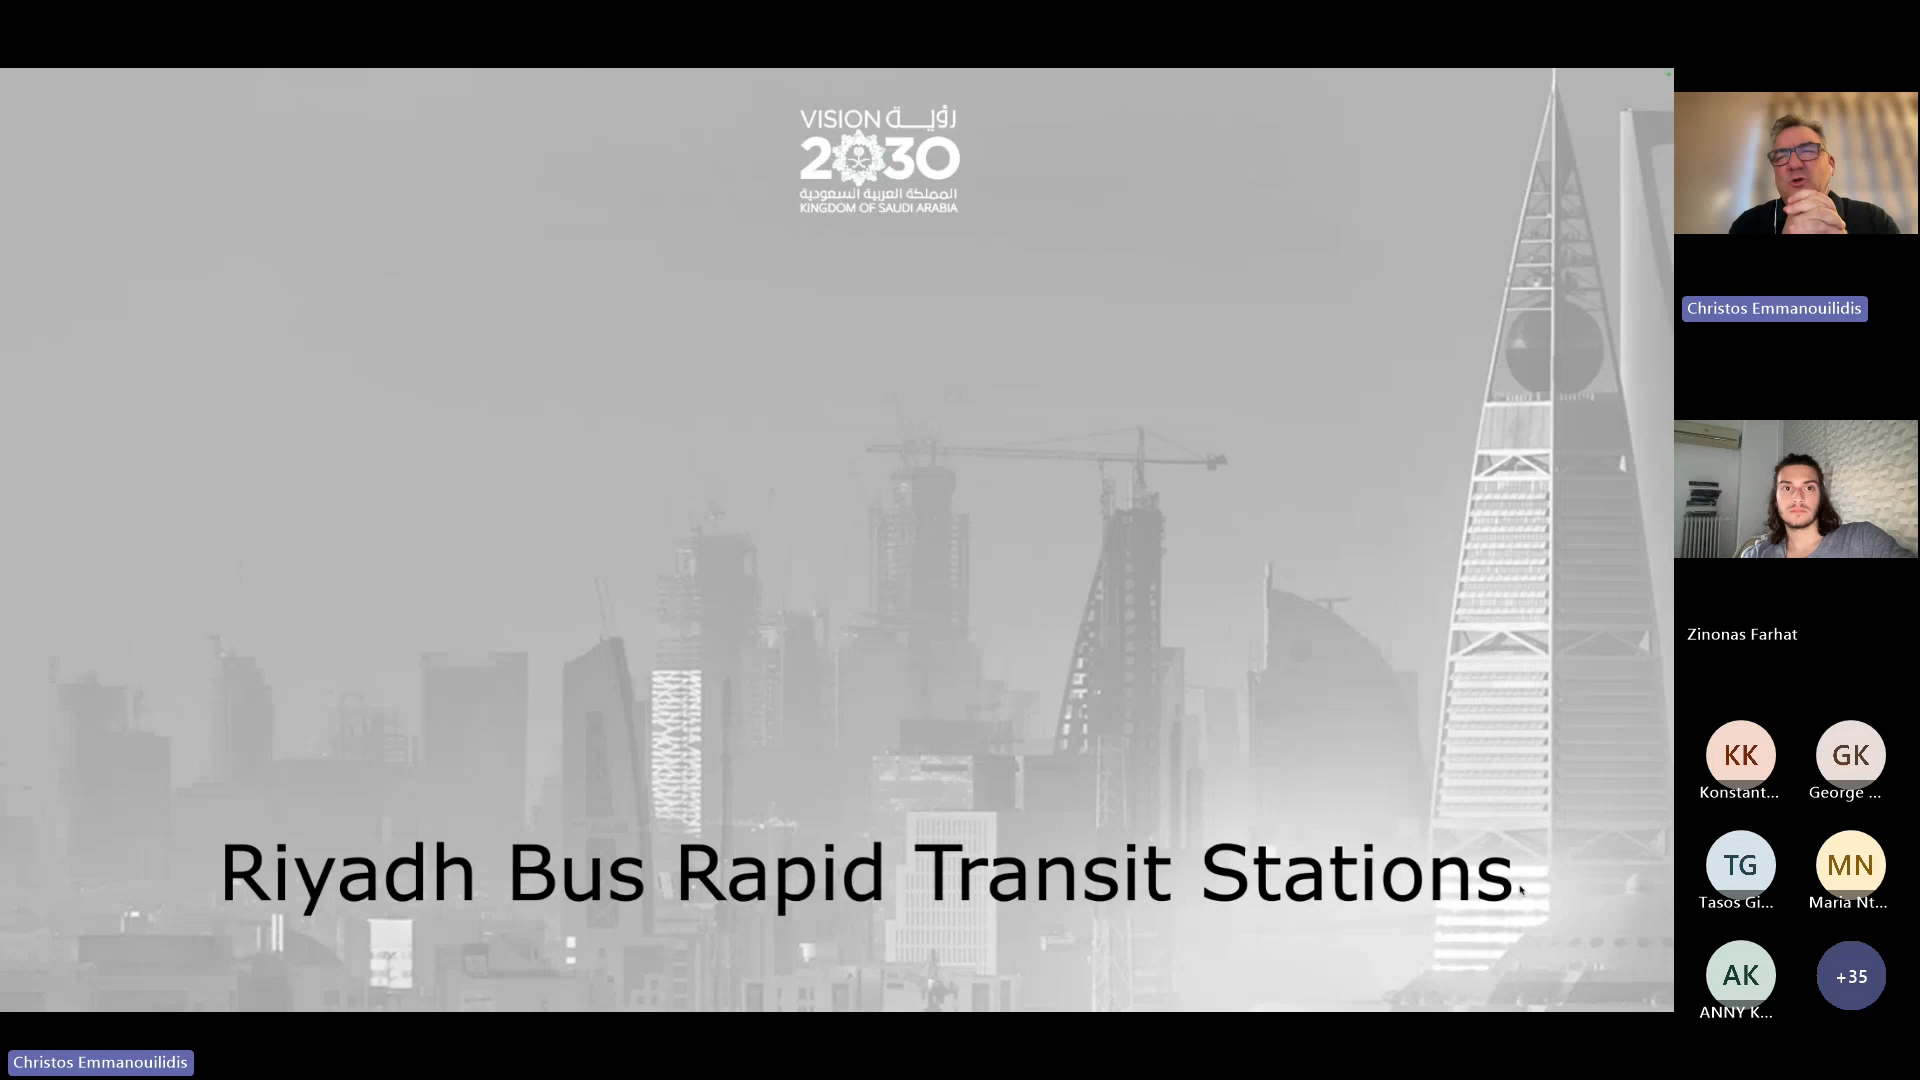 VISION رؤيـــة
2030
المملكة العربية السعودية
KINGDOM OF SAUDI ARABIA
Riyadh Bus Rapid Transit Stations.
Christos Emmanouilidis
Zinonas Farhat
KK
Konstant...
GK
George ...
TG
Tasos Gi...
MN
Maria Nt...
AK
ANNY K...
+35
Christos Emmanouilidis